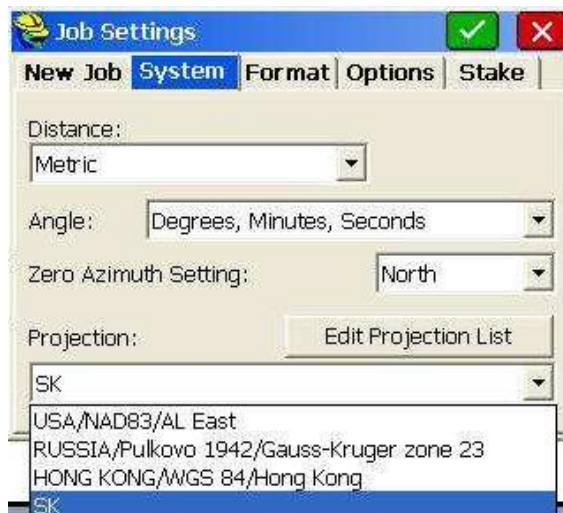 Job Settings
New Job System Format Options Stake
Distance:
Metric
Angle: Degrees, Minutes, Seconds
Zero Azimuth Setting: North
Projection: Edit Projection List
SK
USA/NAD83/AL East
RUSSIA/Pulkovo 1942/Gauss-Kruger zone 23
HONG KONG/WGS 84/Hong Kong
SK